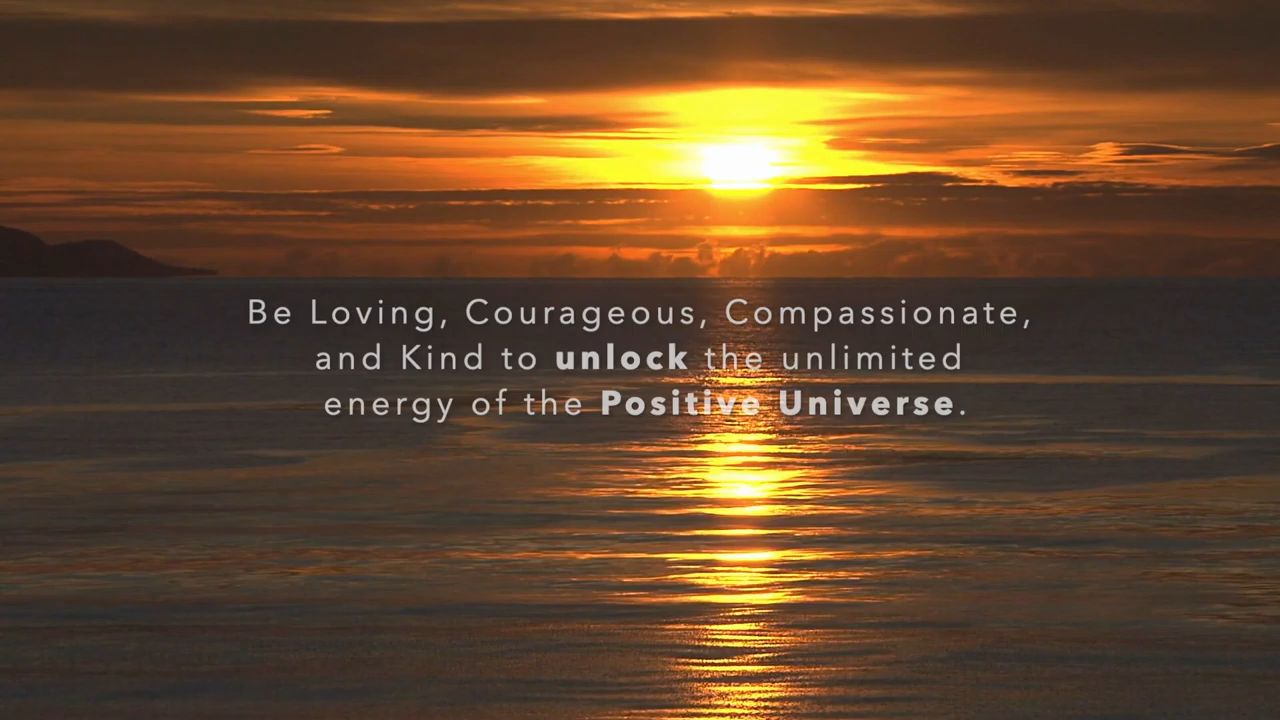 Be Loving, Courageous, Compassionate,
and Kind to unlock the unlimited
energy of the Positive Universe.